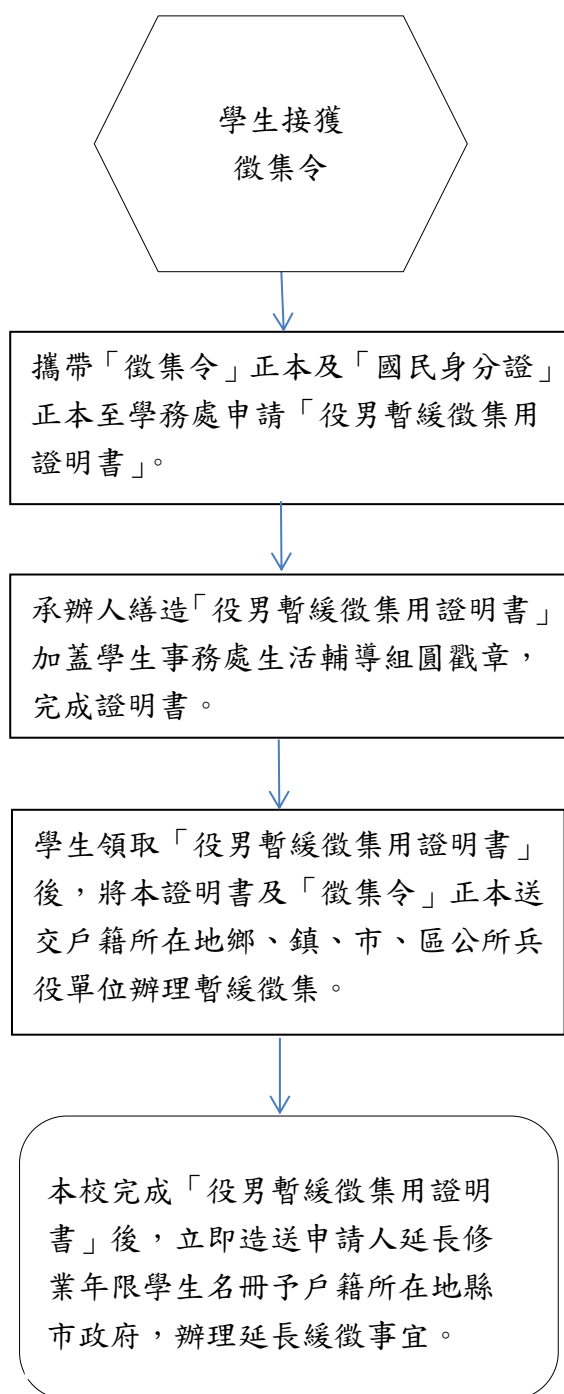 學生接獲
徵集令
攜帶「徵集令」正本及「國民身分證」
正本至學務處申請「役男暫緩徵集用
證明書」。
承辦人繕造「役男暫緩徵集用證明書」
加蓋學生事務處生活輔導組圓戳章，
完成證明書。
學生領取「役男暫緩徵集用證明書」
後，將本證明書及「徵集令」正本送
交戶籍所在地鄉、鎮、市、區公所兵
役單位辦理暫緩徵集。
本校完成「役男暫緩徵集用證明
書」後，立即造送申請人延長修
業年限學生名冊予戶籍所在地縣
市政府，辦理延長緩徵事宜。